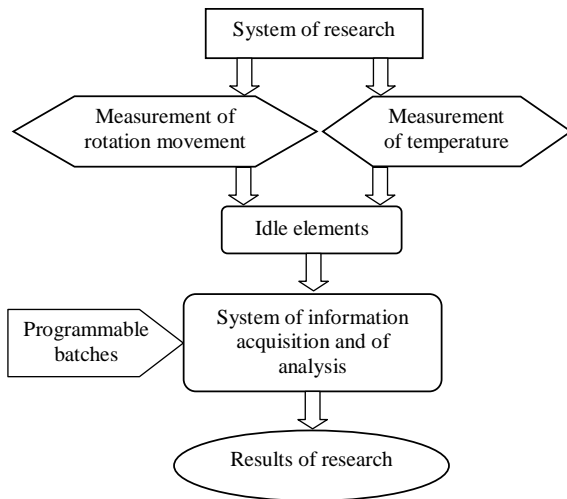 System of research
Measurement of
rotation movement
Measurement
of temperature
Idle elements
Programmable
batches
System of information
acquisition and of
analysis
Results of research